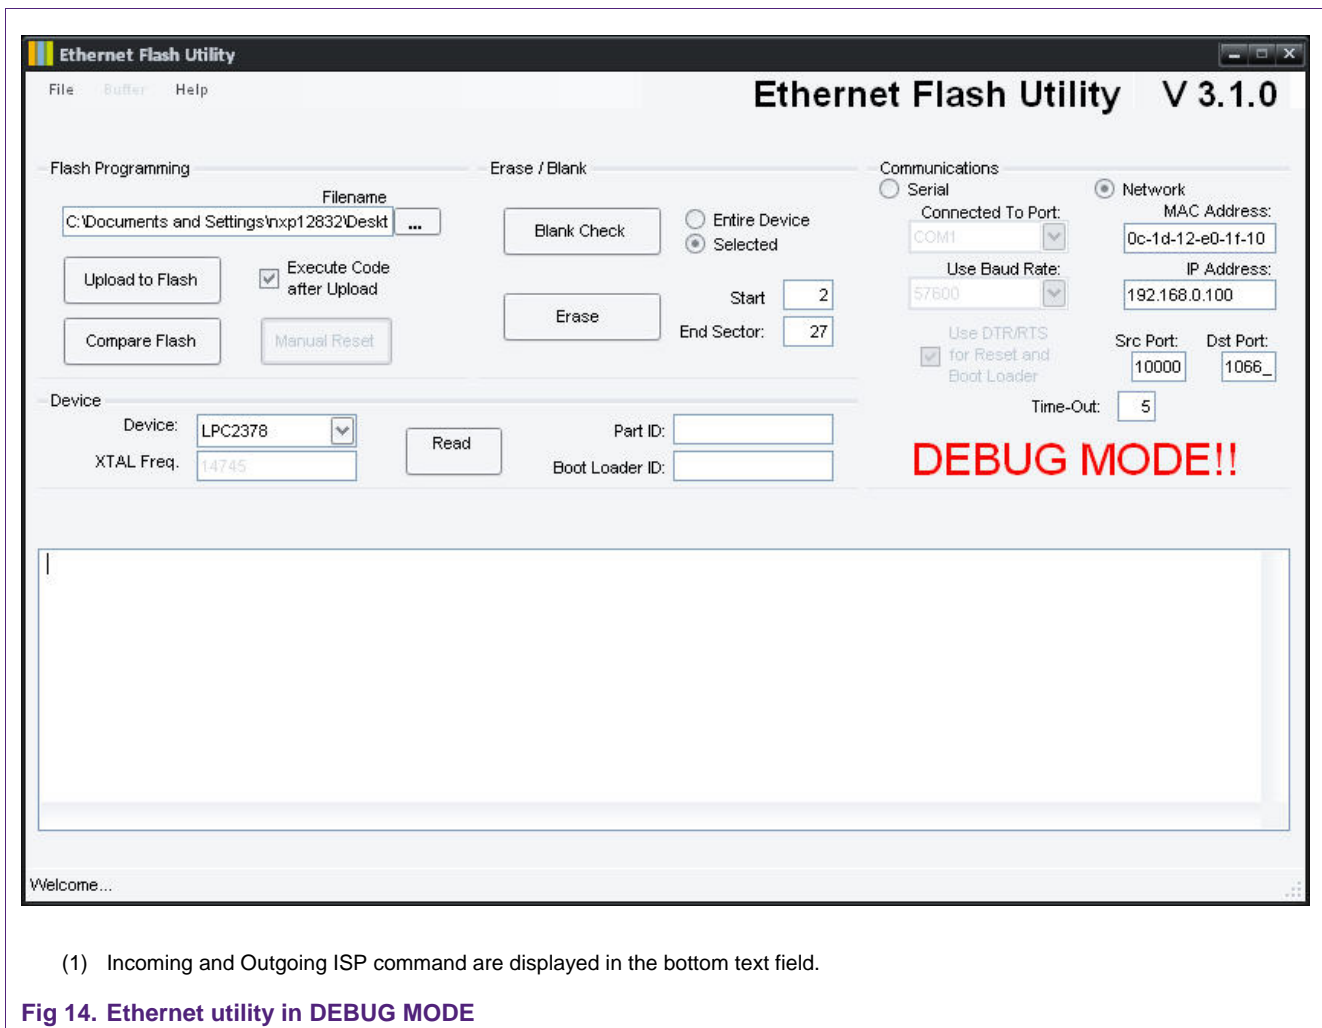 Ethernet Flash Utility
File Buffer Help
Ethernet Flash Utility V 3.1.0
Flash Programming
Filename
C:\Documents and Settings\nxp12832\Deskt ...
Upload to Flash
Execute Code
after Upload
Compare Flash
Manual Reset
Erase / Blank
Blank Check
Entire Device
Selected
Erase
Start 2
End Sector: 27
Communications
Serial
Network
Connected To Port:
COM1
Use Baud Rate:
57600
Use DTR/RTS
for Reset and
Boot Loader
MAC Address:
0c-1d-12-e0-1f-10
IP Address:
192.168.0.100
Src Port: Dst Port:
10000 1066_
Time-Out: 5
DEBUG MODE!!
Device
Device: LPC2378
XTAL Freq. 14745
Read
Part ID:
Boot Loader ID:
Welcome...
(1) Incoming and Outgoing ISP command are displayed in the bottom text field.
Fig 14. Ethernet utility in DEBUG MODE